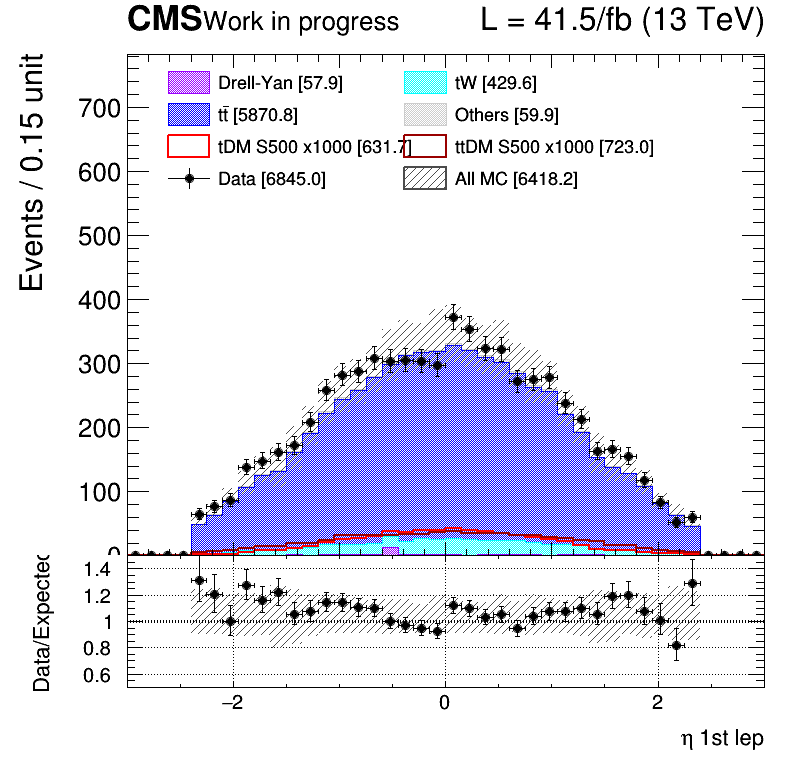 CMS Work in progress L = 41.5/fb (13 TeV)
Events / 0.15 unit
Drell-Yan [57.9] tW [429.6]
tt̄ [5870.8] Others [59.9]
tDM S500 x1000 [631.7] ttDM S500 x1000 [723.0]
Data [6845.0] All MC [6418.2]
700
600
500
400
300
200
100
0
Data/Expected
1.4
1.2
1
0.8
0.6
−2 0 2
η 1st lep